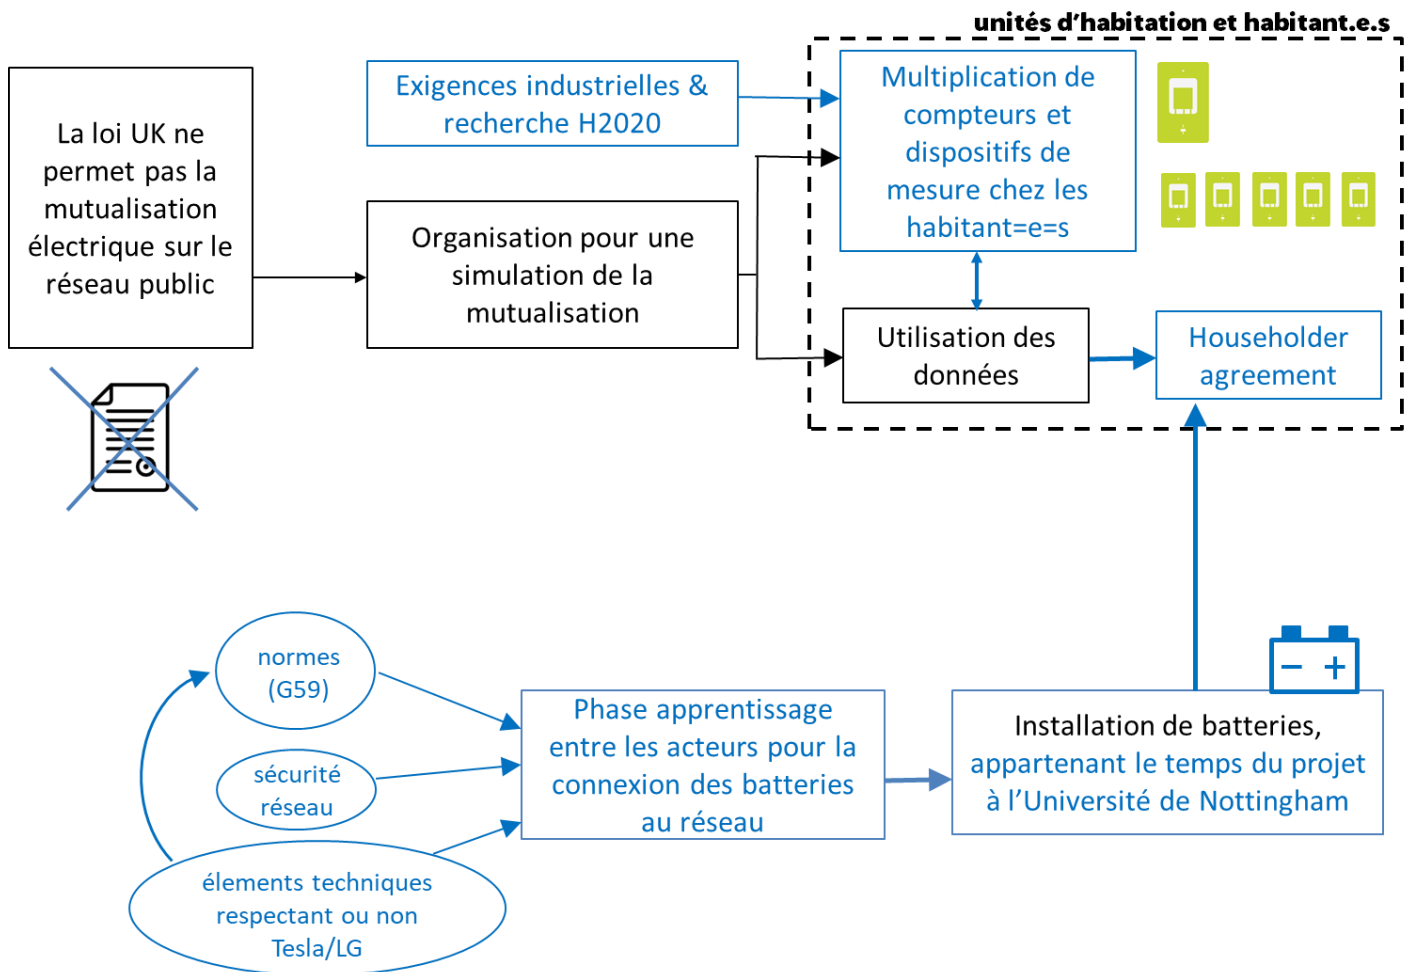 unités d’habitation et habitant.e.s
La loi UK ne
permet pas la
mutualisation
électrique sur le
réseau public
Exigences industrielles &
recherche H2020
Organisation pour une
simulation de la
mutualisation
Multiplication de
compteurs et
dispositifs de
mesure chez les
habitant=e=s
Utilisation des
données
Householder
agreement
normes
(G59)
sécurité
réseau
élements techniques
respectant ou non
Tesla/LG
Phase apprentissage
entre les acteurs pour la
connexion des batteries
au réseau
Installation de batteries,
appartenant le temps du projet
à l’Université de Nottingham